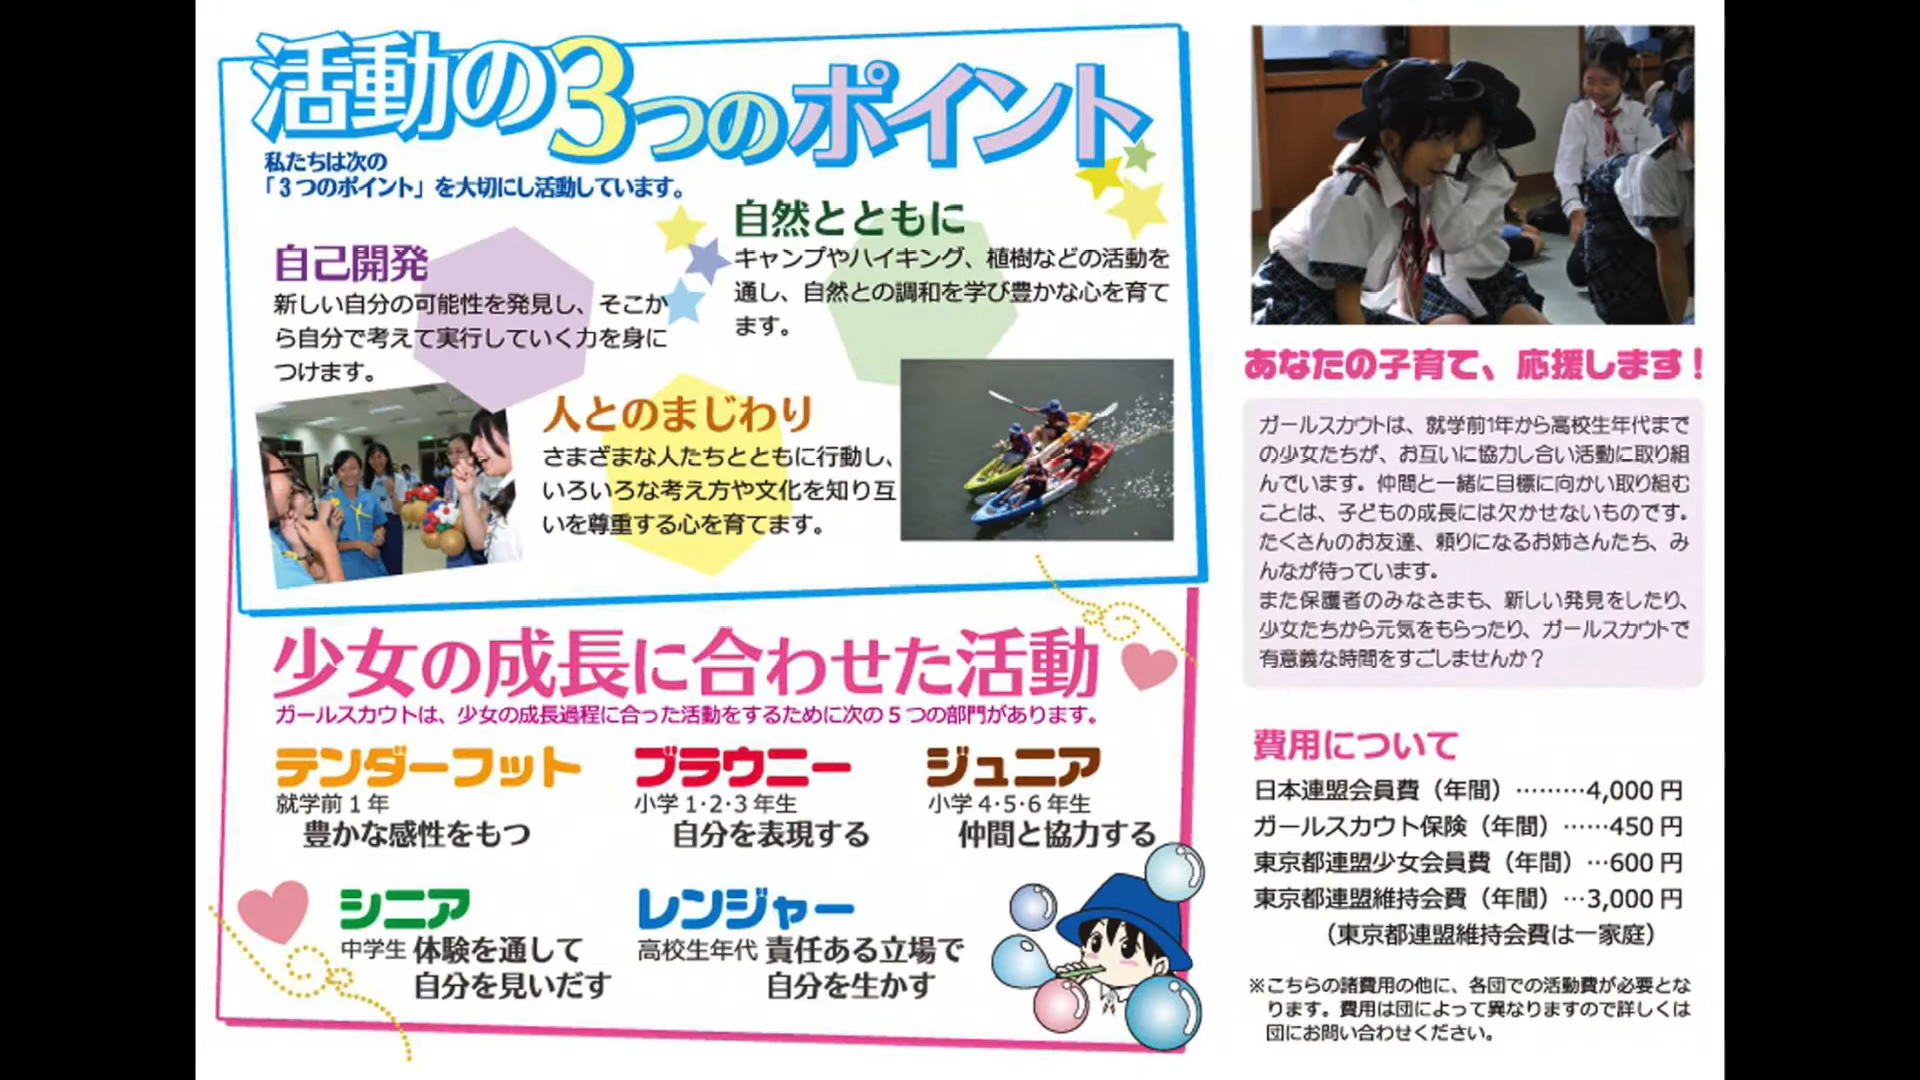 活動の3つのポイント
私たちは次の
「3つのポイント」を大切にし活動しています。
自己開発
新しい自分の可能性を発見し、そこか
ら自分で考えて実行していく力を身に
つけます。
自然とともに
キャンプやハイキング、植樹などの活動を
通し、自然との調和を学び豊かな心を育て
ます。
人とのまじわり
さまざまな人たちとともに行動し、
いろいろな考え方や文化を知り互
いを尊重する心を育てます。
少女の成長に合わせた活動
ガールスカウトは、少女の成長過程に合った活動をするために次の5つの部門があります。
テンダーフット
就学前1年
豊かな感性をもつ
ブラウニー
小学1・2・3年生
自分を表現する
ジュニア
小学4・5・6年生
仲間と協力する
シニア
中学生 体験を通して
自分を見いだす
レンジャー
高校生年代 責任ある立場で
自分を生かす
あなたの子育て、応援します!
ガールスカウトは、就学前1年から高校生年代まで
の少女たちが、お互いに協力し合い活動に取り組
んでいます。仲間と一緒に目標に向かい取り組む
ことは、子どもの成長には欠かせないものです。
たくさんのお友達、頼りになるお姉さんたち、み
んなが待っています。
また保護者のみなさまも、新しい発見をしたり、
少女たちから元気をもらったり、ガールスカウトで
有意義な時間をすごしませんか?
費用について
日本連盟会員費(年間)………4,000円
ガールスカウト保険(年間)……450円
東京都連盟少女会員費(年間)…600円
東京都連盟維持会費(年間)…3,000円
(東京都連盟維持会費は一家庭)
※こちらの諸費用の他に、各団での活動費が必要とな
ります。費用は団によって異なりますので詳しくは
団にお問い合わせください。